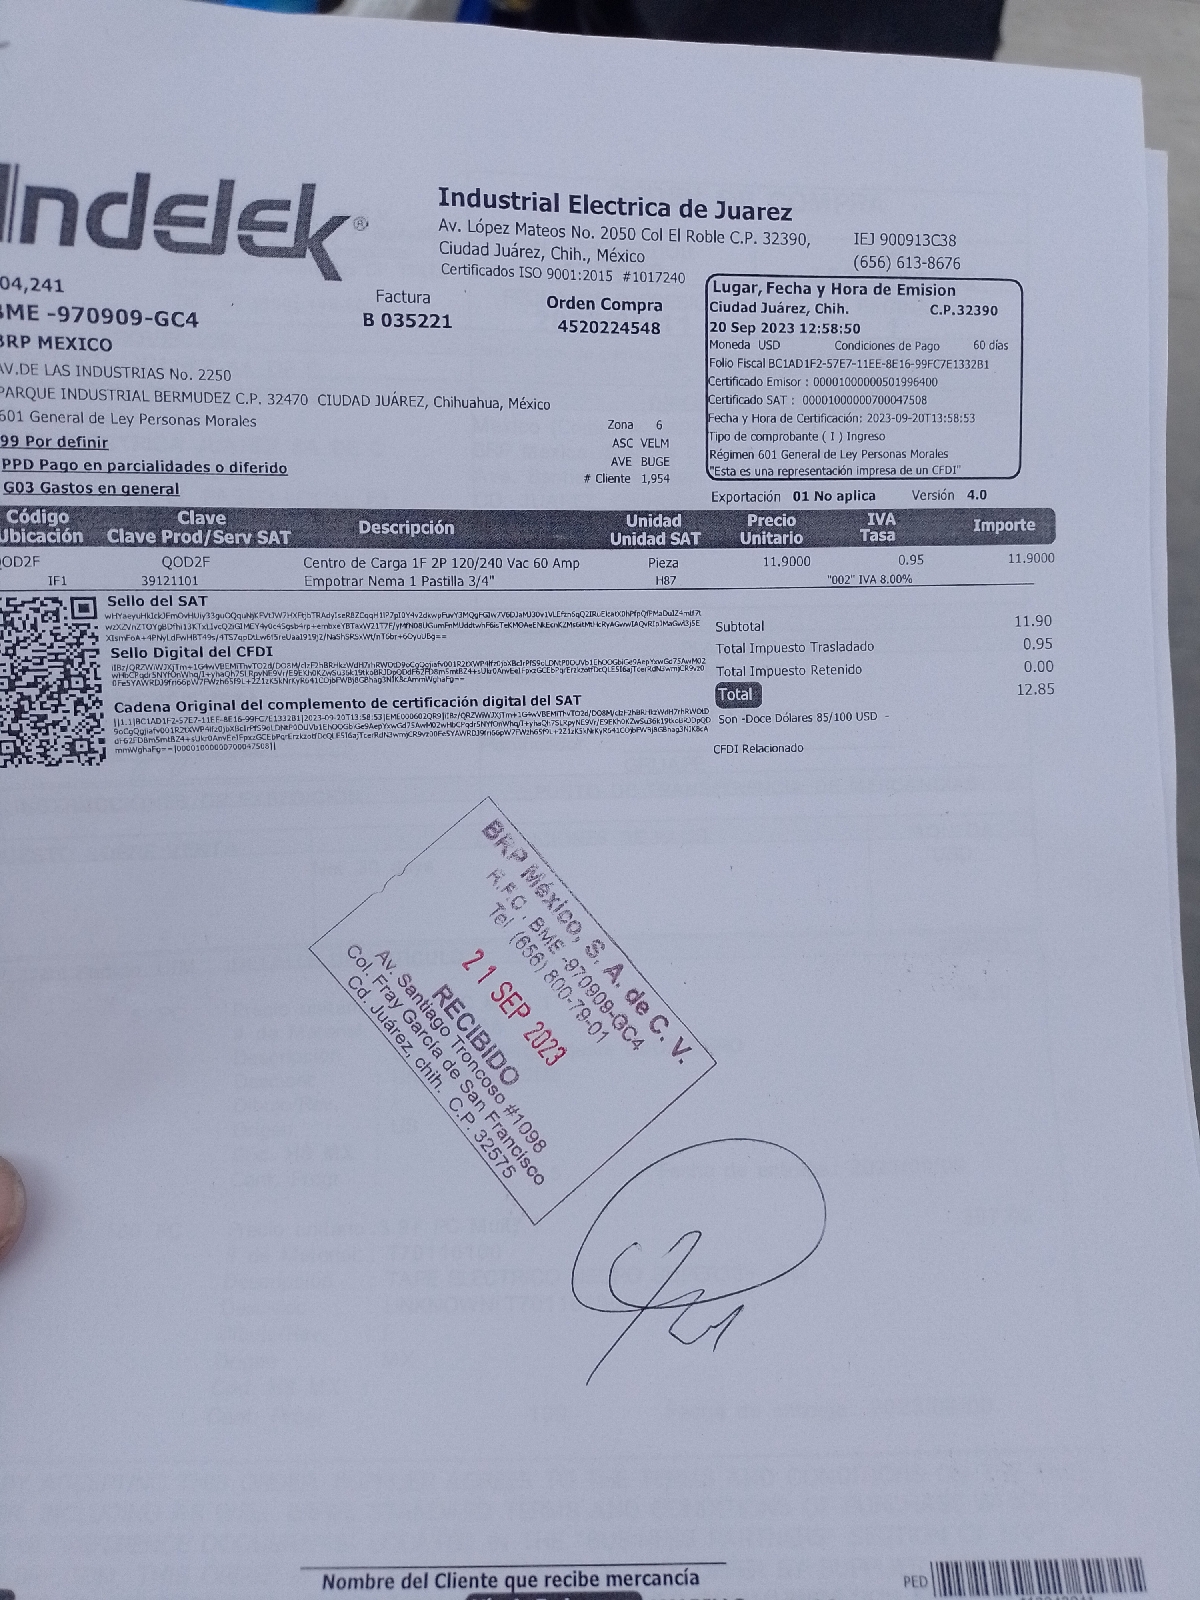 Indelek®
Industrial Electrica de Juarez
Av. López Mateos No. 2050 Col El Roble C.P. 32390,
Ciudad Juárez, Chih., México
Certificados ISO 9001:2015 #1017240
IEJ 900913C38
(656) 613-8676
04,241
BME -970909-GC4
BRP MEXICO
AV.DE LAS INDUSTRIAS No. 2250
PARQUE INDUSTRIAL BERMUDEZ C.P. 32470 CIUDAD JUÁREZ, Chihuahua, México
601 General de Ley Personas Morales
99 Por definir
PPD Pago en parcialidades o diferido
G03 Gastos en general
Factura
B 035221
Orden Compra
4520224548
Zona 6
ASC VELM
AVE BUGE
# Cliente 1,954
Lugar, Fecha y Hora de Emision
Ciudad Juárez, Chih. C.P.32390
20 Sep 2023 12:58:50
Moneda USD Condiciones de Pago 60 días
Folio Fiscal BC1AD1F2-57E7-11EE-8E16-99FC7E1332B1
Certificado Emisor : 00001000000501996400
Certificado SAT : 00001000000700047508
Fecha y Hora de Certificación: 2023-09-20T13:58:53
Tipo de comprobante ( I ) Ingreso
Régimen 601 General de Ley Personas Morales
"Esta es una representación impresa de un CFDI"
Exportación 01 No aplica Versión 4.0
Código Clave Descripción Unidad Precio IVA Importe
Ubicación Clave Prod/Serv SAT Unidad SAT Unitario Tasa
QOD2F QOD2F Centro de Carga 1F 2P 120/240 Vac 60 Amp Pieza 11.9000 0.95 11.9000
IF1 39121101 Empotrar Nema 1 Pastilla 3/4" H87 "002" IVA 8.00%
Sello del SAT
Sello Digital del CFDI
Cadena Original del complemento de certificación digital del SAT
Subtotal 11.90
Total Impuesto Trasladado 0.95
Total Impuesto Retenido 0.00
Total 12.85
Son -Doce Dólares 85/100 USD -
CFDI Relacionado
BRP México, S. A. de C. V.
R.F.C. BME -970909-GC4
Tel (656) 800-79-01
21 SEP 2023
RECIBIDO
Av. Santiago Troncoso #1098
Col. Fray García de San Francisco
Cd. Juárez, chih. C.P. 32575
Nombre del Cliente que recibe mercancía
PED